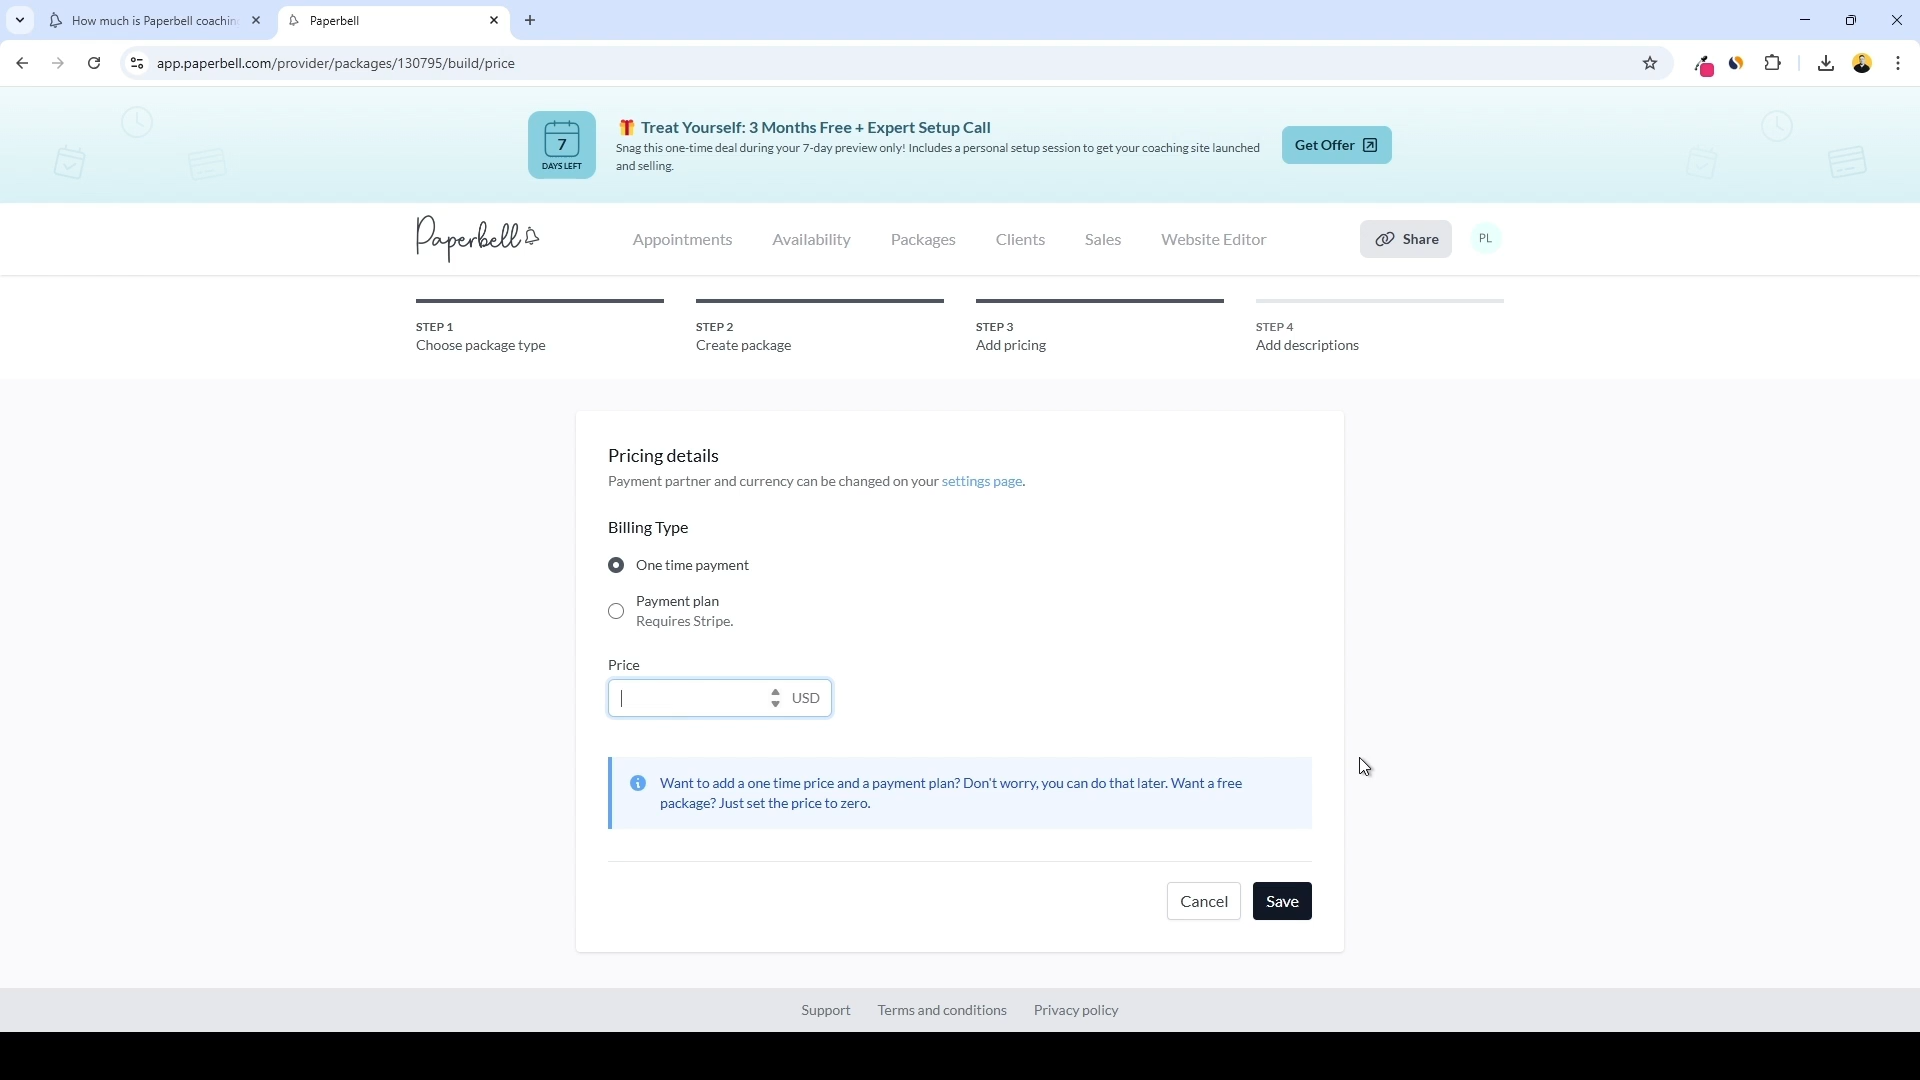 How much is Paperbell coachin
Paperbell
app.paperbell.com/provider/packages/130795/build/price
7
DAYS LEFT
🎁 Treat Yourself: 3 Months Free + Expert Setup Call
Snag this one-time deal during your 7-day preview only! Includes a personal setup session to get your coaching site launched
and selling.
Get Offer
Paperbell
Appointments
Availability
Packages
Clients
Sales
Website Editor
Share
PL
STEP 1
Choose package type
STEP 2
Create package
STEP 3
Add pricing
STEP 4
Add descriptions
Pricing details
Payment partner and currency can be changed on your settings page.
Billing Type
One time payment
Payment plan
Requires Stripe.
Price
USD
Want to add a one time price and a payment plan? Don't worry, you can do that later. Want a free
package? Just set the price to zero.
Cancel
Save
Support
Terms and conditions
Privacy policy